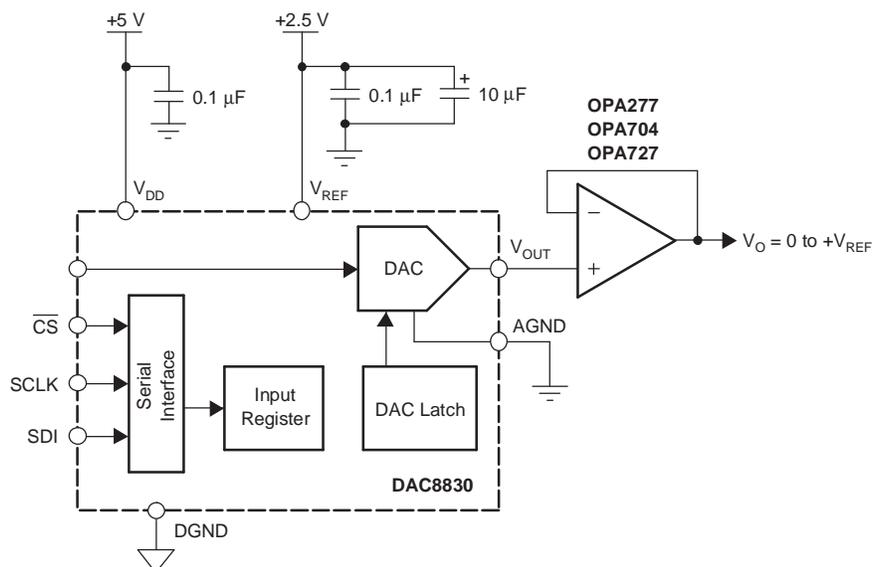 +5 V
+2.5 V
0.1 µF
0.1 µF
+
10 µF
OPA277
OPA704
OPA727
V_DD
V_REF
−
+
V_O = 0 to +V_REF
DAC
V_OUT
AGND
C̅S̅
SCLK
SDI
Serial
Interface
Input
Register
DAC Latch
DAC8830
DGND